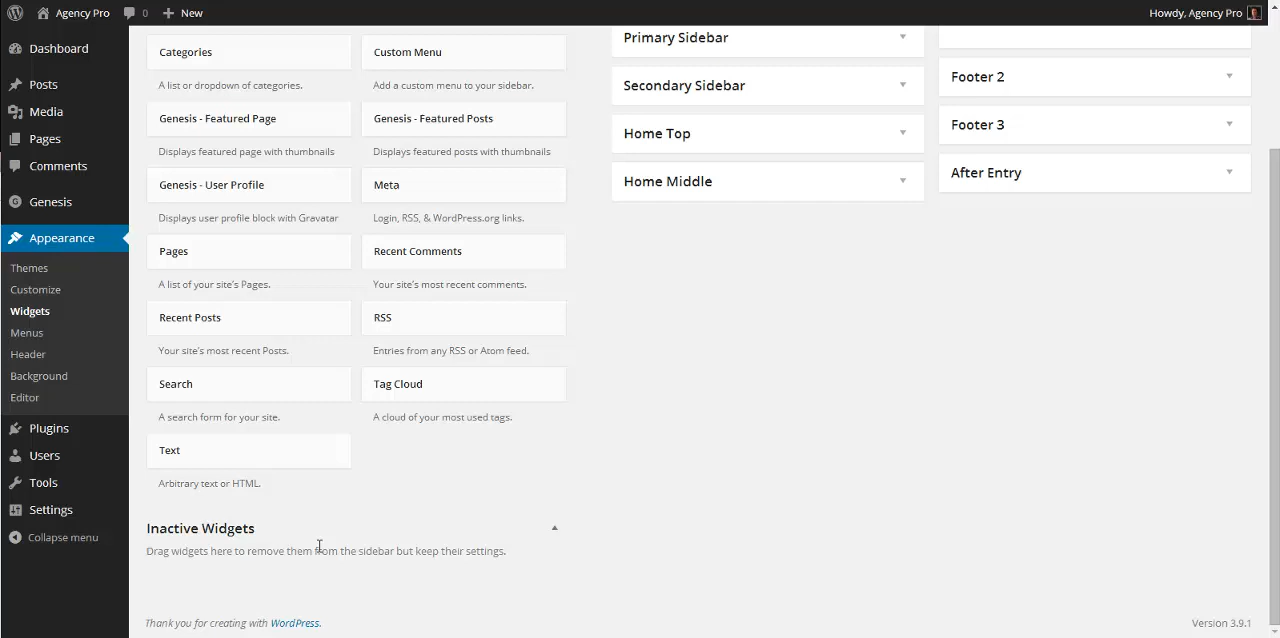 Agency Pro 0 New Howdy, Agency Pro
Dashboard
Posts
Media
Pages
Comments
Genesis
Appearance
Themes
Customize
Widgets
Menus
Header
Background
Editor
Plugins
Users
Tools
Settings
Collapse menu
Categories
A list or dropdown of categories.
Custom Menu
Add a custom menu to your sidebar.
Genesis - Featured Page
Displays featured page with thumbnails
Genesis - Featured Posts
Displays featured posts with thumbnails
Genesis - User Profile
Displays user profile block with Gravatar
Meta
Login, RSS, & WordPress.org links.
Pages
A list of your site's Pages.
Recent Comments
Your site's most recent comments.
Recent Posts
Your site's most recent Posts.
RSS
Entries from any RSS or Atom feed.
Search
A search form for your site.
Tag Cloud
A cloud of your most used tags.
Text
Arbitrary text or HTML.
Inactive Widgets
Drag widgets here to remove them from the sidebar but keep their settings.
Primary Sidebar
Secondary Sidebar
Home Top
Home Middle
Footer 2
Footer 3
After Entry
Thank you for creating with WordPress.
Version 3.9.1